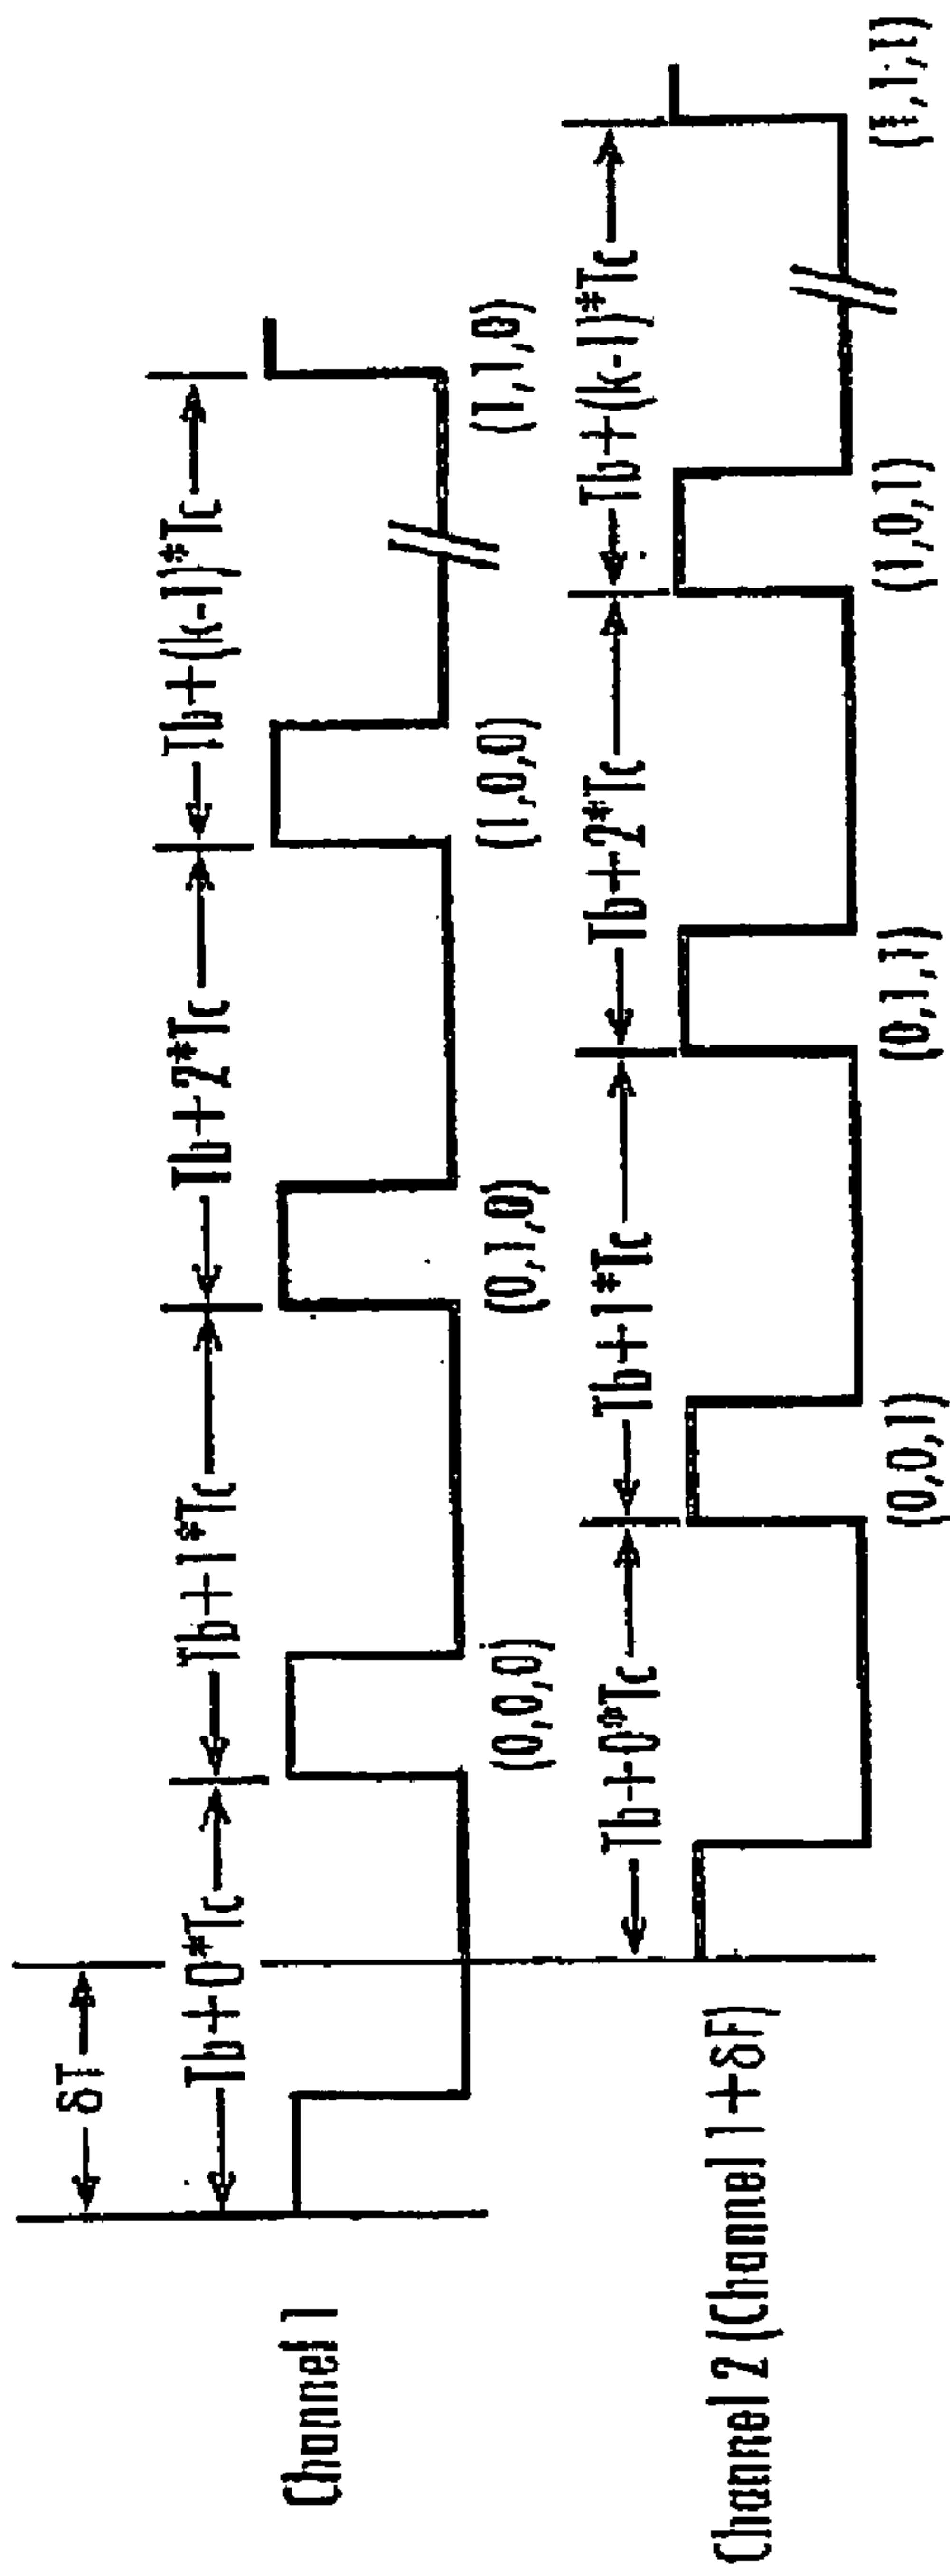 δT
Tb+0*Tc Tb+1*Tc Tb+2*Tc Tb+(k-1)*Tc
Channel 1
(0,0,0) (0,1,0) (1,0,0) (1,1,0)
Tb+0*Tc Tb+1*Tc Tb+2*Tc Tb+(k-1)*Tc
Channel 2 (Channel 1+δF)
(0,0,1) (0,1,1) (1,0,1) (1,1,1)